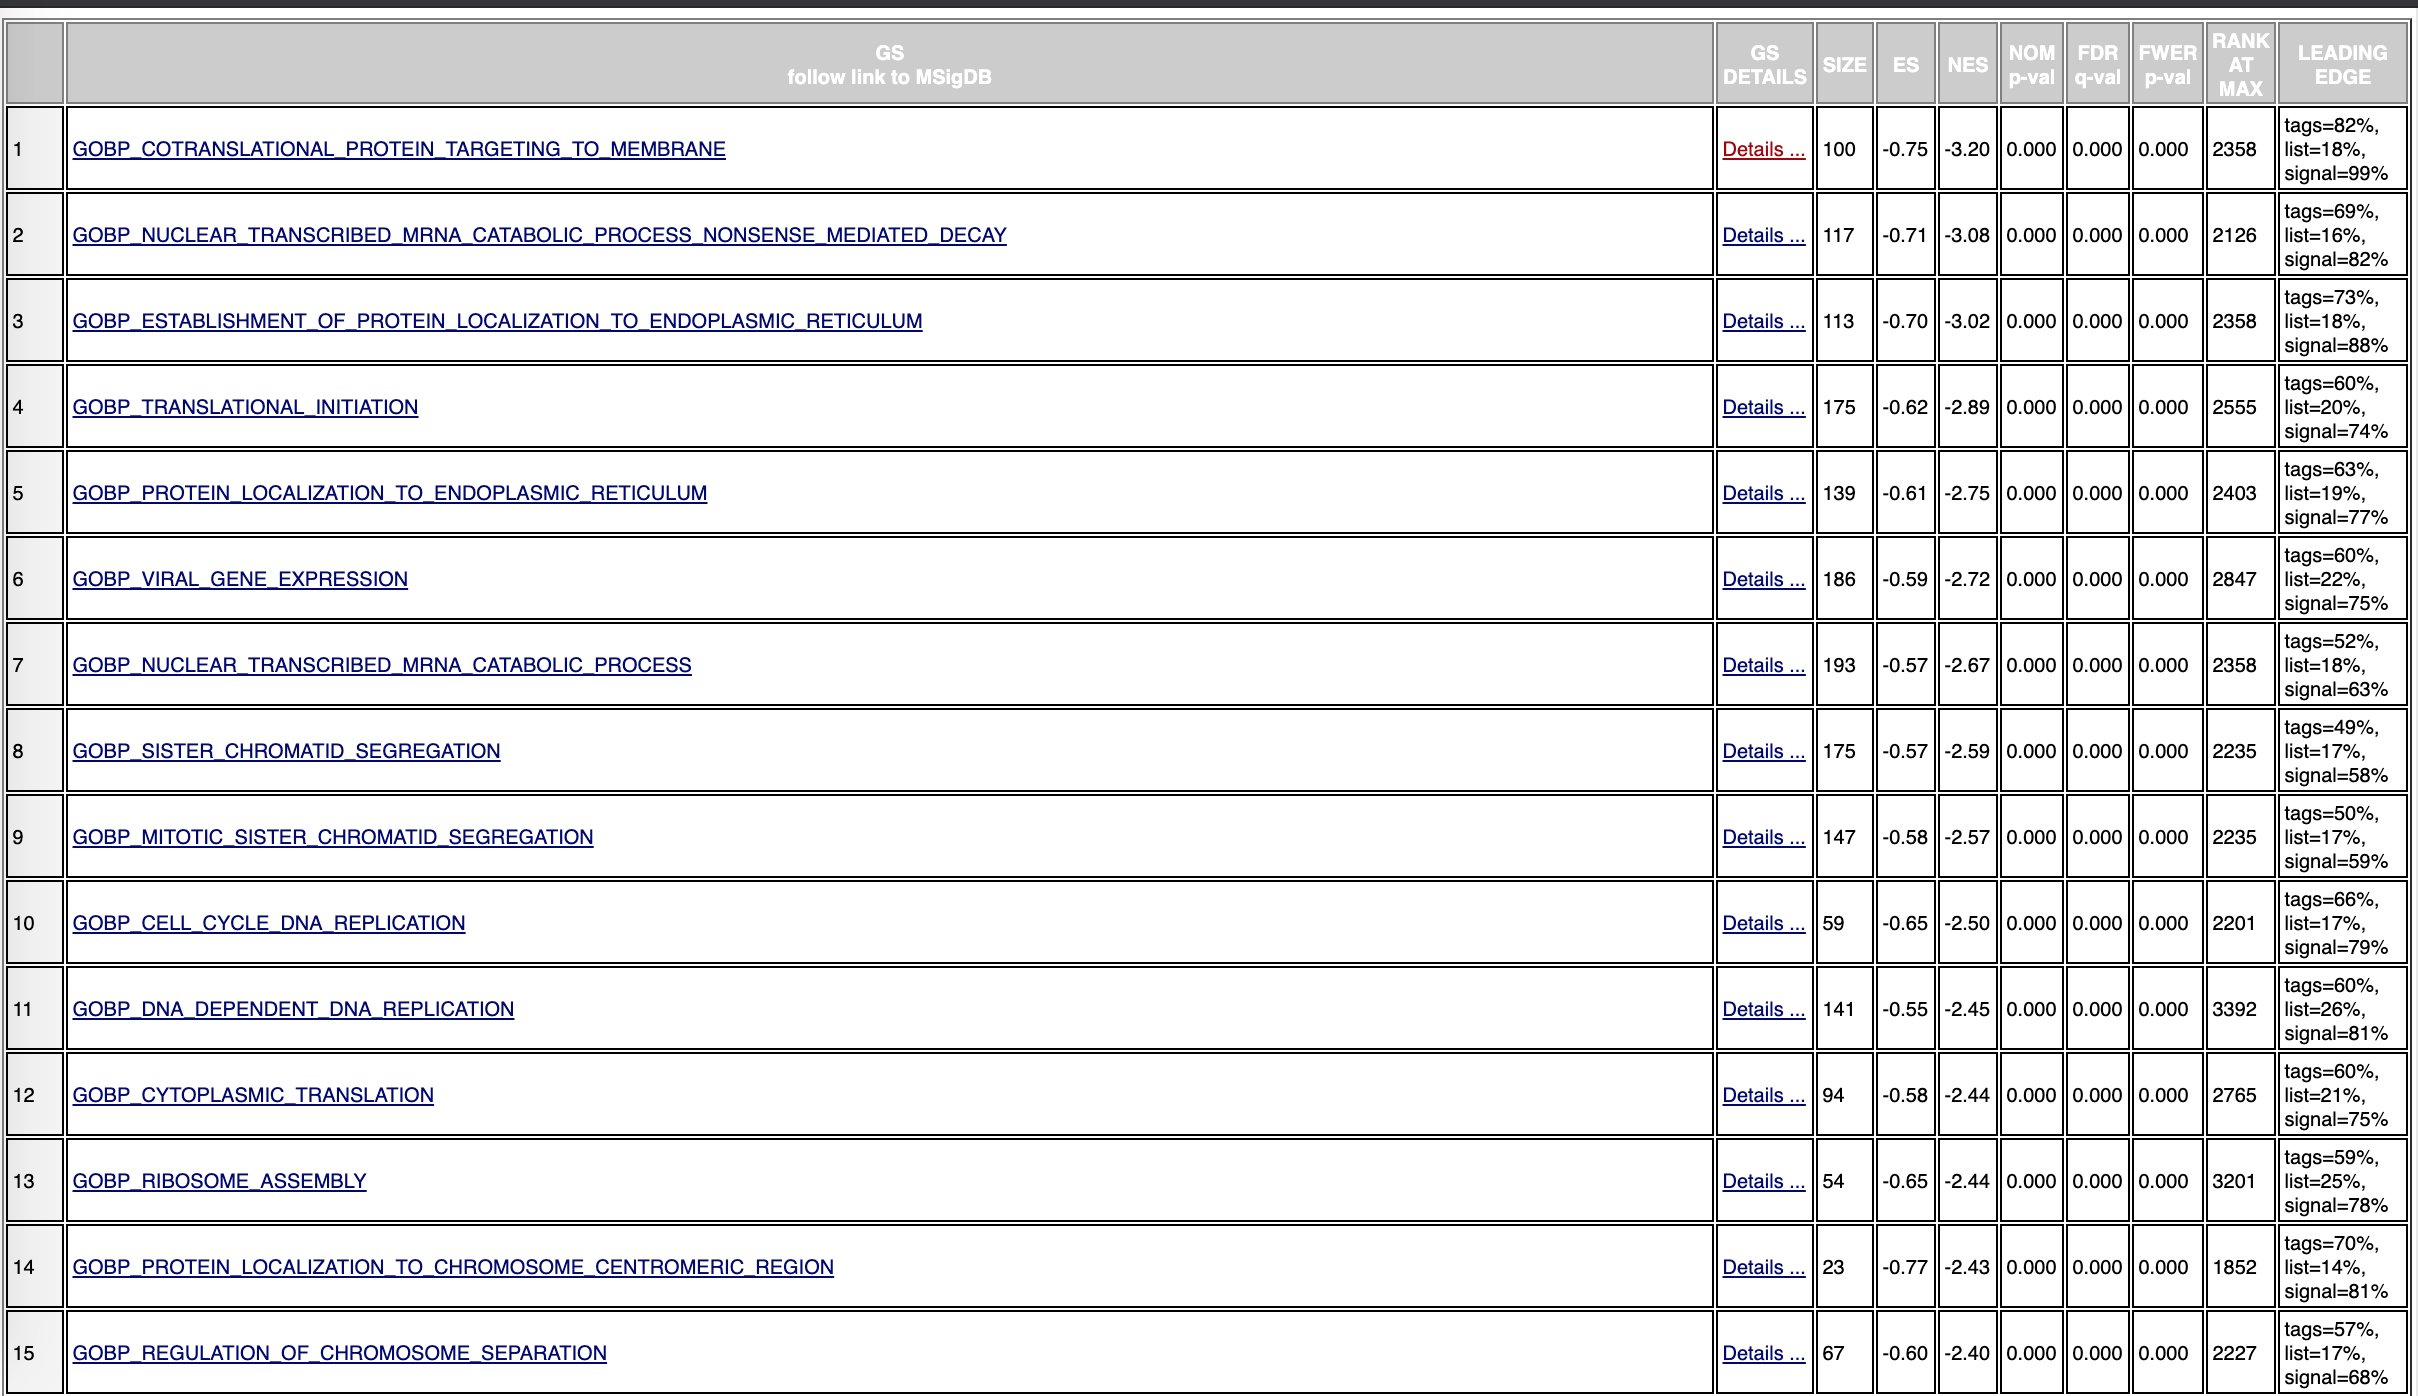 GS
follow link to MSigDB
GS
DETAILS
SIZE
ES
NES
NOM
p-val
FDR
q-val
FWER
p-val
RANK
AT
MAX
LEADING
EDGE
1 GOBP_COTRANSLATIONAL_PROTEIN_TARGETING_TO_MEMBRANE Details ... 100 -0.75 -3.20 0.000 0.000 0.000 2358
tags=82%,
list=18%,
signal=99%
2 GOBP_NUCLEAR_TRANSCRIBED_MRNA_CATABOLIC_PROCESS_NONSENSE_MEDIATED_DECAY Details ... 117 -0.71 -3.08 0.000 0.000 0.000 2126
tags=69%,
list=16%,
signal=82%
3 GOBP_ESTABLISHMENT_OF_PROTEIN_LOCALIZATION_TO_ENDOPLASMIC_RETICULUM Details ... 113 -0.70 -3.02 0.000 0.000 0.000 2358
tags=73%,
list=18%,
signal=88%
4 GOBP_TRANSLATIONAL_INITIATION Details ... 175 -0.62 -2.89 0.000 0.000 0.000 2555
tags=60%,
list=20%,
signal=74%
5 GOBP_PROTEIN_LOCALIZATION_TO_ENDOPLASMIC_RETICULUM Details ... 139 -0.61 -2.75 0.000 0.000 0.000 2403
tags=63%,
list=19%,
signal=77%
6 GOBP_VIRAL_GENE_EXPRESSION Details ... 186 -0.59 -2.72 0.000 0.000 0.000 2847
tags=60%,
list=22%,
signal=75%
7 GOBP_NUCLEAR_TRANSCRIBED_MRNA_CATABOLIC_PROCESS Details ... 193 -0.57 -2.67 0.000 0.000 0.000 2358
tags=52%,
list=18%,
signal=63%
8 GOBP_SISTER_CHROMATID_SEGREGATION Details ... 175 -0.57 -2.59 0.000 0.000 0.000 2235
tags=49%,
list=17%,
signal=58%
9 GOBP_MITOTIC_SISTER_CHROMATID_SEGREGATION Details ... 147 -0.58 -2.57 0.000 0.000 0.000 2235
tags=50%,
list=17%,
signal=59%
10 GOBP_CELL_CYCLE_DNA_REPLICATION Details ... 59 -0.65 -2.50 0.000 0.000 0.000 2201
tags=66%,
list=17%,
signal=79%
11 GOBP_DNA_DEPENDENT_DNA_REPLICATION Details ... 141 -0.55 -2.45 0.000 0.000 0.000 3392
tags=60%,
list=26%,
signal=81%
12 GOBP_CYTOPLASMIC_TRANSLATION Details ... 94 -0.58 -2.44 0.000 0.000 0.000 2765
tags=60%,
list=21%,
signal=75%
13 GOBP_RIBOSOME_ASSEMBLY Details ... 54 -0.65 -2.44 0.000 0.000 0.000 3201
tags=59%,
list=25%,
signal=78%
14 GOBP_PROTEIN_LOCALIZATION_TO_CHROMOSOME_CENTROMERIC_REGION Details ... 23 -0.77 -2.43 0.000 0.000 0.000 1852
tags=70%,
list=14%,
signal=81%
15 GOBP_REGULATION_OF_CHROMOSOME_SEPARATION Details ... 67 -0.60 -2.40 0.000 0.000 0.000 2227
tags=57%,
list=17%,
signal=68%